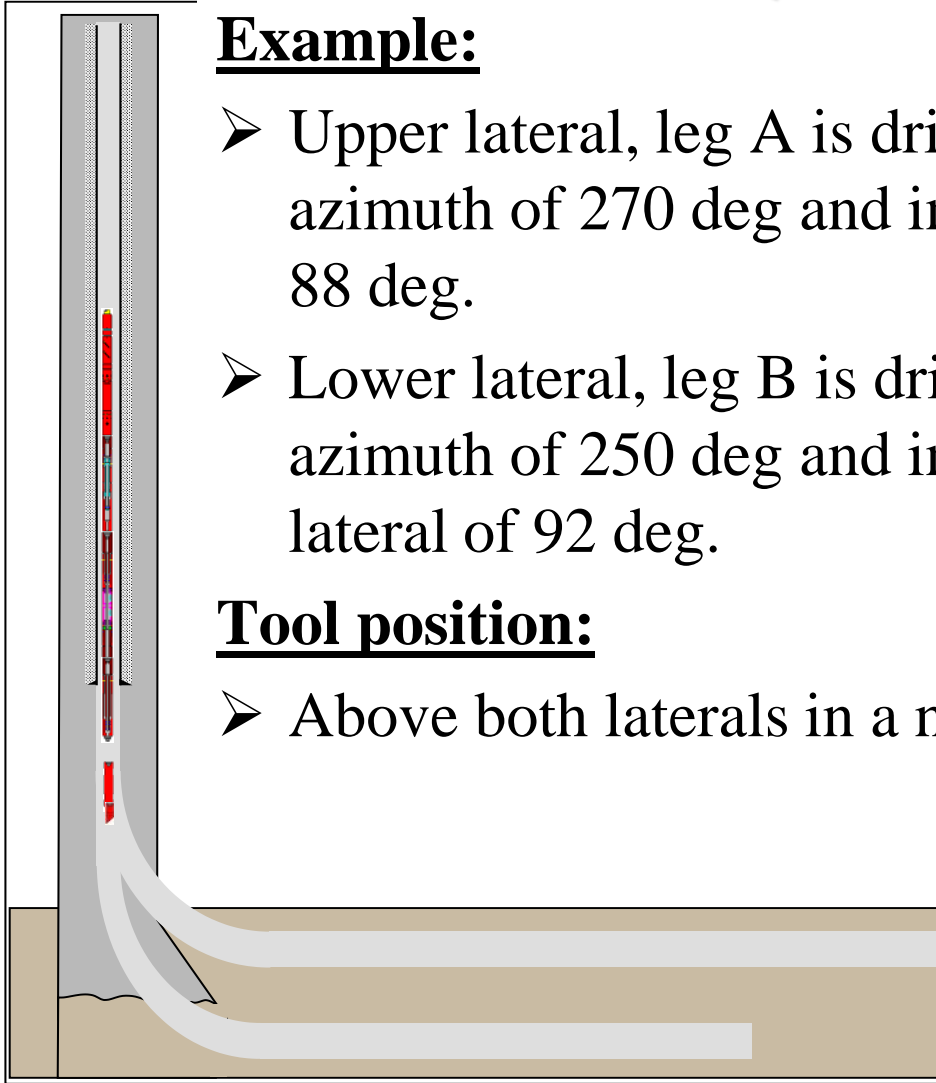 Example:
➢ Upper lateral, leg A is dri
azimuth of 270 deg and in
88 deg.
➢ Lower lateral, leg B is dri
azimuth of 250 deg and in
lateral of 92 deg.
Tool position:
➢ Above both laterals in a